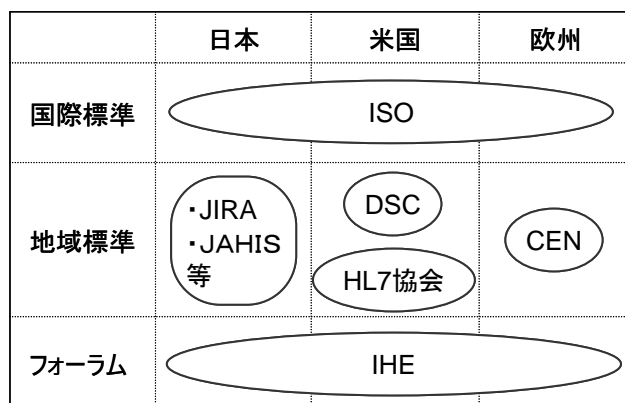 日本 米国 欧州
国際標準 ISO
地域標準
・JIRA
・JAHIS
等
DSC
HL7協会
CEN
フォーラム IHE